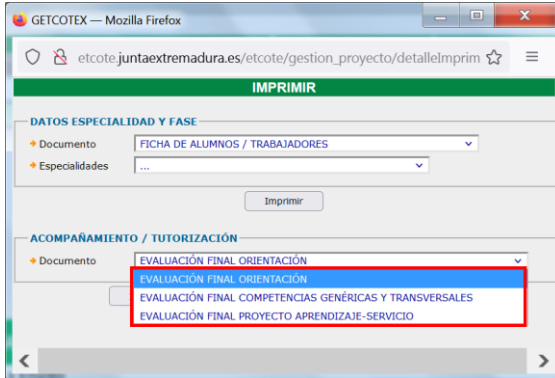 GETCOTEX — Mozilla Firefox
etcote.juntaextremadura.es/etcote/gestion_proyecto/detalleImprim
IMPRIMIR
DATOS ESPECIALIDAD Y FASE
Documento FICHA DE ALUMNOS / TRABAJADORES
Especialidades ...
Imprimir
ACOMPAÑAMIENTO / TUTORIZACIÓN
Documento EVALUACIÓN FINAL ORIENTACIÓN
EVALUACIÓN FINAL ORIENTACIÓN
EVALUACIÓN FINAL COMPETENCIAS GENÉRICAS Y TRANSVERSALES
EVALUACIÓN FINAL PROYECTO APRENDIZAJE-SERVICIO